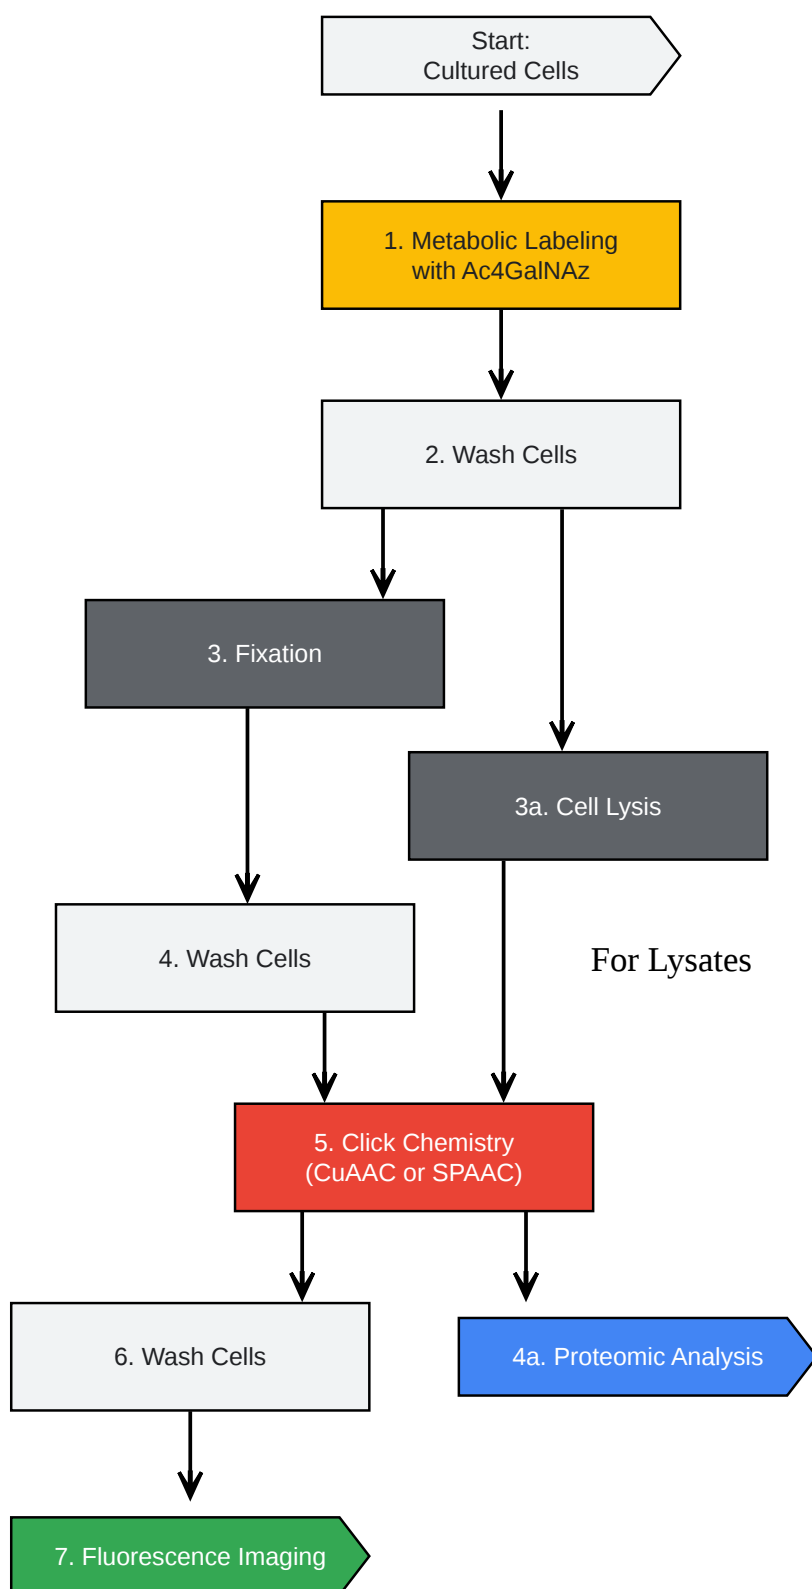 Start:
Cultured Cells
1. Metabolic Labeling
with Ac4GalNAz
2. Wash Cells
3. Fixation
3a. Cell Lysis
4. Wash Cells
For Lysates
5. Click Chemistry
(CuAAC or SPAAC)
6. Wash Cells
4a. Proteomic Analysis
7. Fluorescence Imaging